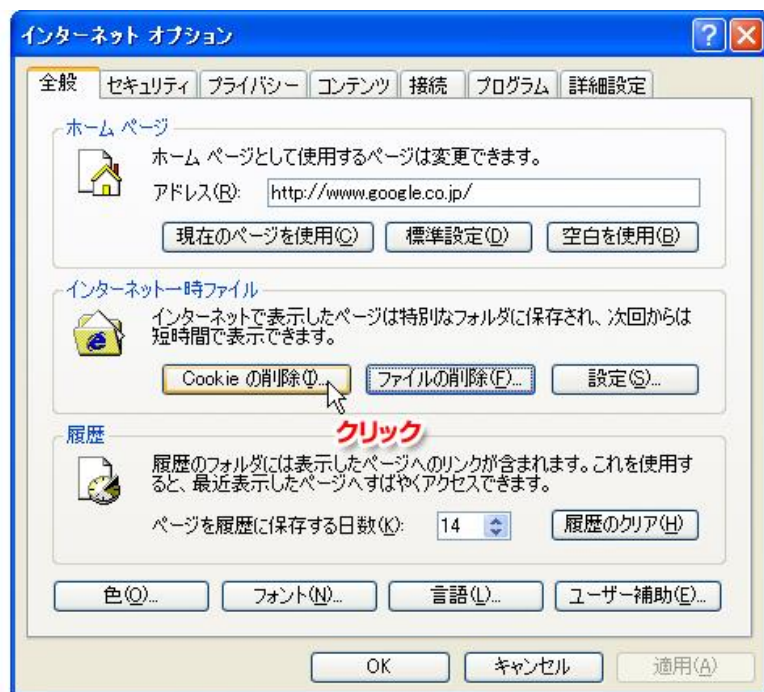 インターネット オプション
全般 セキュリティ プライバシー コンテンツ 接続 プログラム 詳細設定
ホーム ページ
ホーム ページとして使用するページは変更できます。
アドレス(R): http://www.google.co.jp/
現在のページを使用(C) 標準設定(D) 空白を使用(B)
インターネット一時ファイル
インターネットで表示したページは特別なフォルダに保存され、次回からは
短時間で表示できます。
Cookie の削除(I)... ファイルの削除(F)... 設定(S)...
クリック
履歴
履歴のフォルダには表示したページへのリンクが含まれます。これを使用す
ると、最近表示したページへすばやくアクセスできます。
ページを履歴に保存する日数(K): 14 履歴のクリア(H)
色(O)... フォント(N)... 言語(L)... ユーザー補助(E)...
OK キャンセル 適用(A)